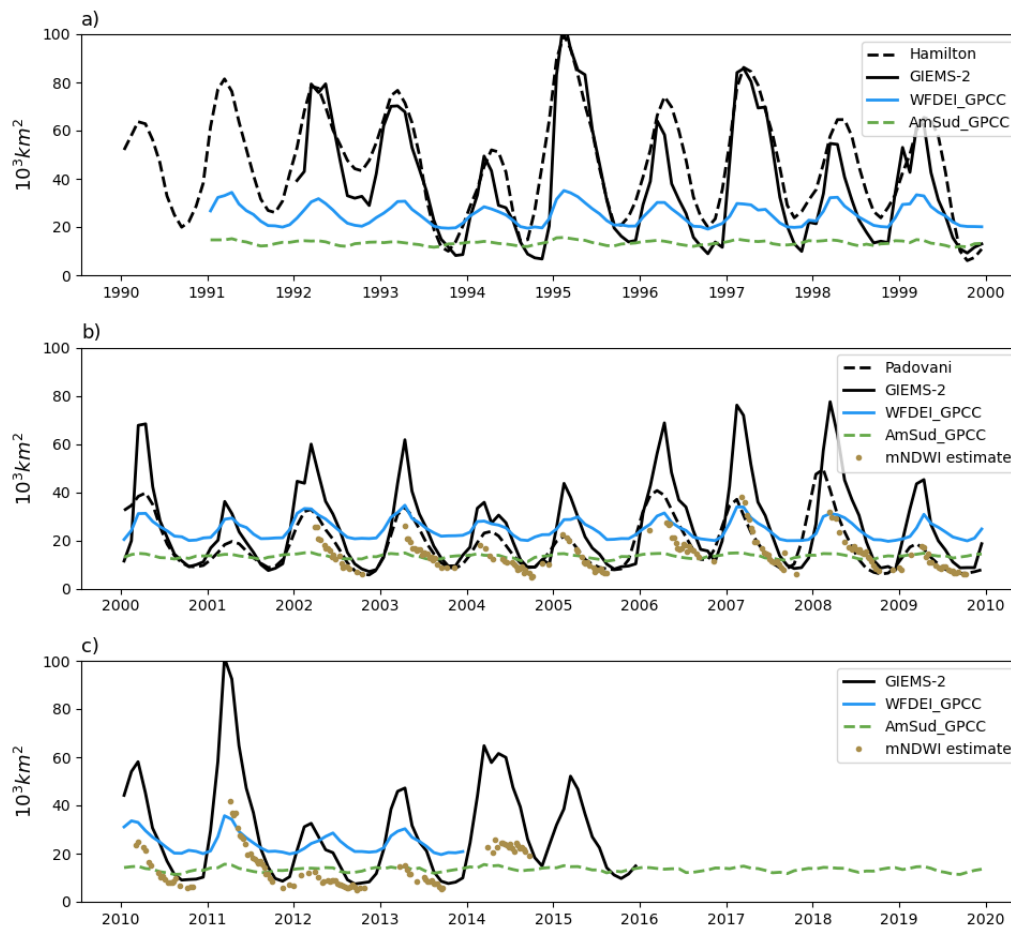 a)
100
80
60
40
20
0
10³km²
Hamilton
GIEMS-2
WFDEI_GPCC
AmSud_GPCC
1990 1991 1992 1993 1994 1995 1996 1997 1998 1999 2000
b)
100
80
60
40
20
0
10³km²
Padovani
GIEMS-2
WFDEI_GPCC
AmSud_GPCC
mNDWI estimate
2000 2001 2002 2003 2004 2005 2006 2007 2008 2009 2010
c)
100
80
60
40
20
0
10³km²
GIEMS-2
WFDEI_GPCC
AmSud_GPCC
mNDWI estimate
2010 2011 2012 2013 2014 2015 2016 2017 2018 2019 2020